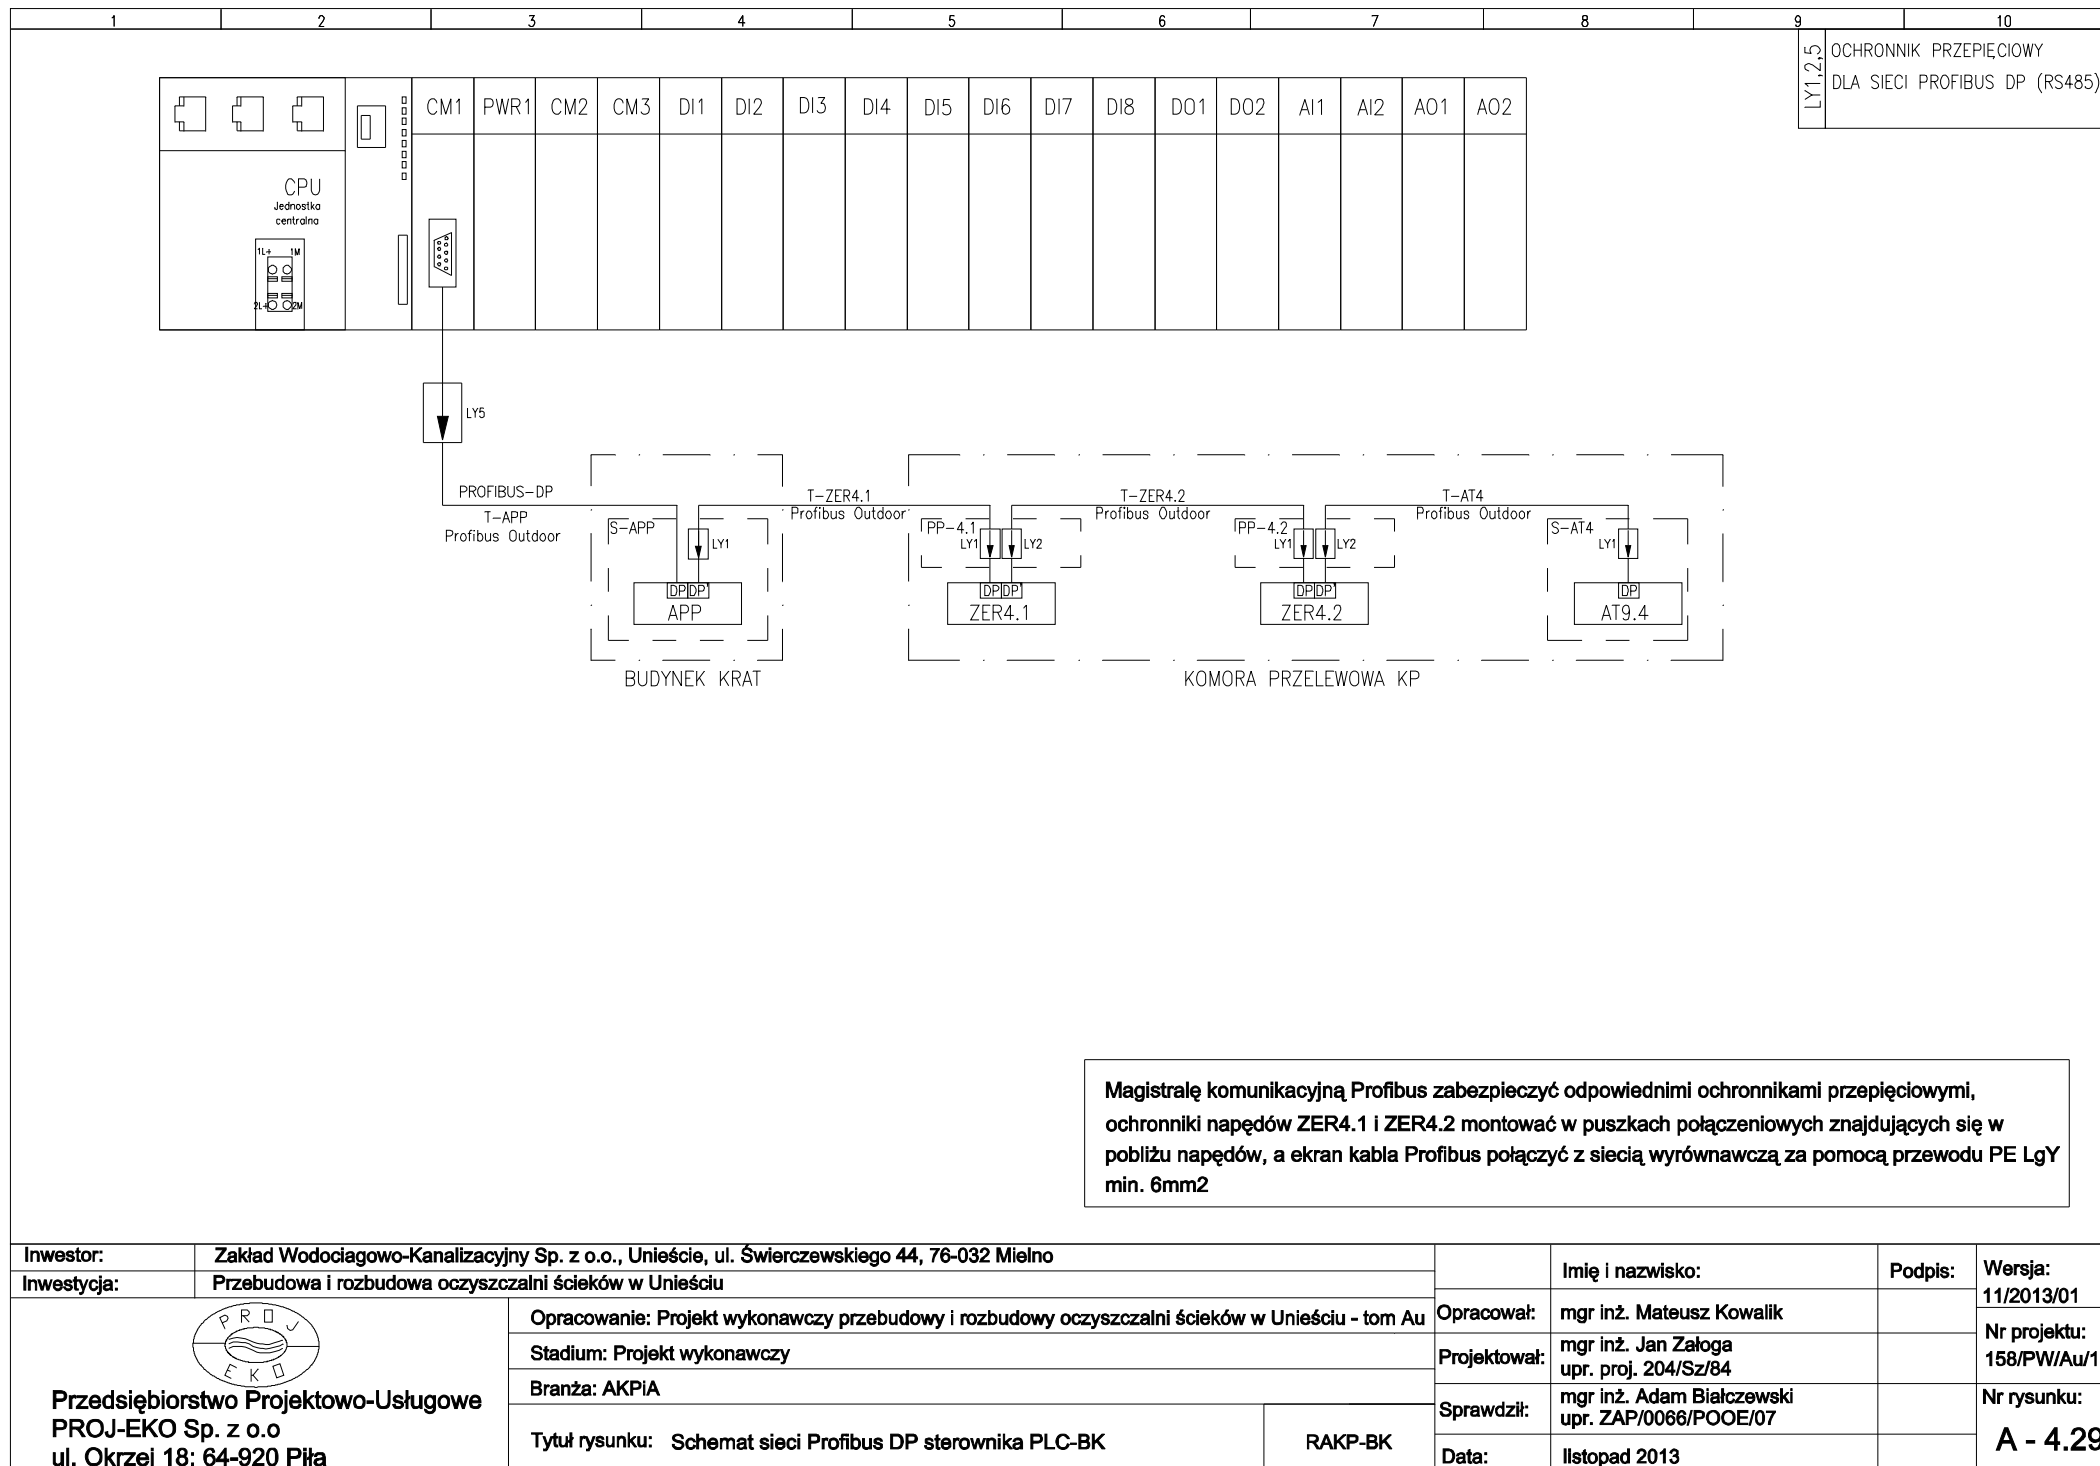 1 2 3 4 5 6 7 8 9 10
LY1,2,5
OCHRONNIK PRZEPIĘCIOWY
DLA SIECI PROFIBUS DP (RS485)
CM1 PWR1 CM2 CM3 DI1 DI2 DI3 DI4 DI5 DI6 DI7 DI8 DO1 DO2 AI1 AI2 AO1 AO2
CPU
Jednostka
centralna
1L+ 1M
2L+ 2M
LY5
PROFIBUS-DP
T-APP
Profibus Outdoor
S-APP
LY1
DP DP'
APP
BUDYNEK KRAT
T-ZER4.1
Profibus Outdoor
PP-4.1
LY1 LY2
DP DP'
ZER4.1
T-ZER4.2
Profibus Outdoor
PP-4.2
LY1 LY2
DP DP'
ZER4.2
T-AT4
Profibus Outdoor
S-AT4
LY1
DP
AT9.4
KOMORA PRZELEWOWA KP
Magistralę komunikacyjną Profibus zabezpieczyć odpowiednimi ochronnikami przepięciowymi,
ochronniki napędów ZER4.1 i ZER4.2 montować w puszkach połączeniowych znajdujących się w
pobliżu napędów, a ekran kabla Profibus połączyć z siecią wyrównawczą za pomocą przewodu PE LgY
min. 6mm2
Inwestor: Zakład Wodociagowo-Kanalizacyjny Sp. z o.o., Unieście, ul. Świerczewskiego 44, 76-032 Mielno
Inwestycja: Przebudowa i rozbudowa oczyszczalni ścieków w Unieściu
PROJ
EKO
Przedsiębiorstwo Projektowo-Usługowe
PROJ-EKO Sp. z o.o
ul. Okrzei 18; 64-920 Piła
Opracowanie: Projekt wykonawczy przebudowy i rozbudowy oczyszczalni ścieków w Unieściu - tom Au
Stadium: Projekt wykonawczy
Branża: AKPiA
Tytuł rysunku: Schemat sieci Profibus DP sterownika PLC-BK
RAKP-BK
Imię i nazwisko: Podpis:
Opracował: mgr inż. Mateusz Kowalik
Projektował: mgr inż. Jan Załoga
upr. proj. 204/Sz/84
Sprawdził: mgr inż. Adam Białczewski
upr. ZAP/0066/POOE/07
Data: listopad 2013
Wersja:
11/2013/01
Nr projektu:
158/PW/Au/1
Nr rysunku:
A - 4.29